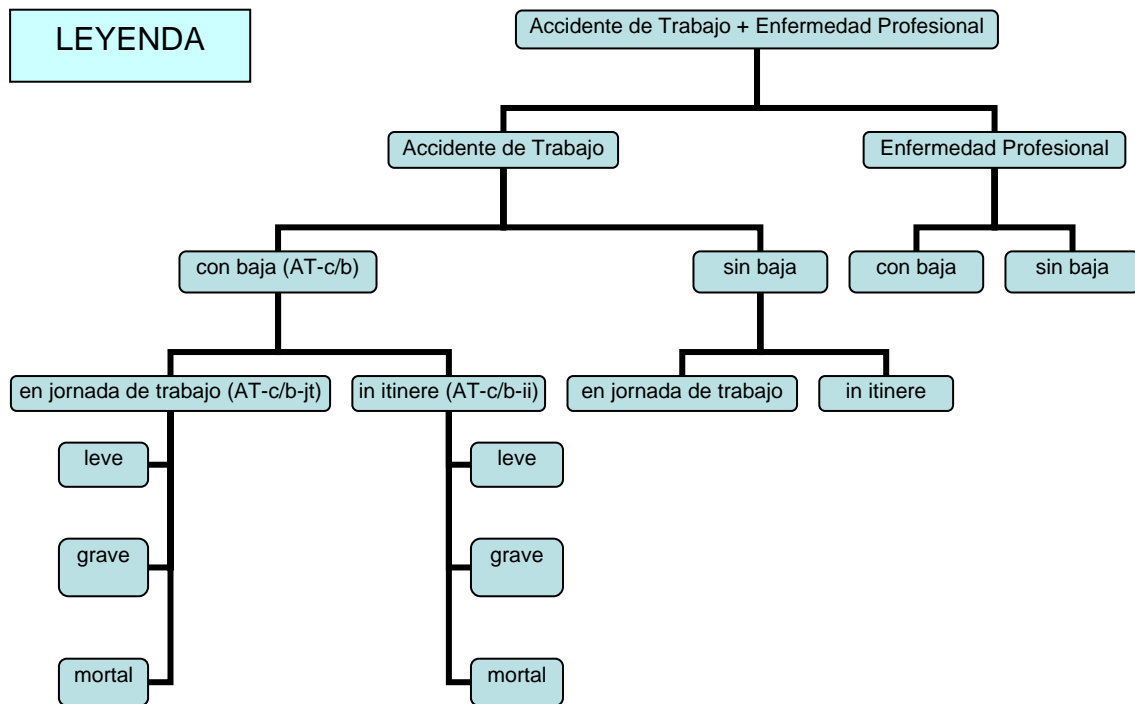 LEYENDA
Accidente de Trabajo + Enfermedad Profesional
Accidente de Trabajo
Enfermedad Profesional
con baja (AT-c/b)
sin baja
con baja
sin baja
en jornada de trabajo (AT-c/b-jt)
in itinere (AT-c/b-ii)
en jornada de trabajo
in itinere
leve
leve
grave
grave
mortal
mortal